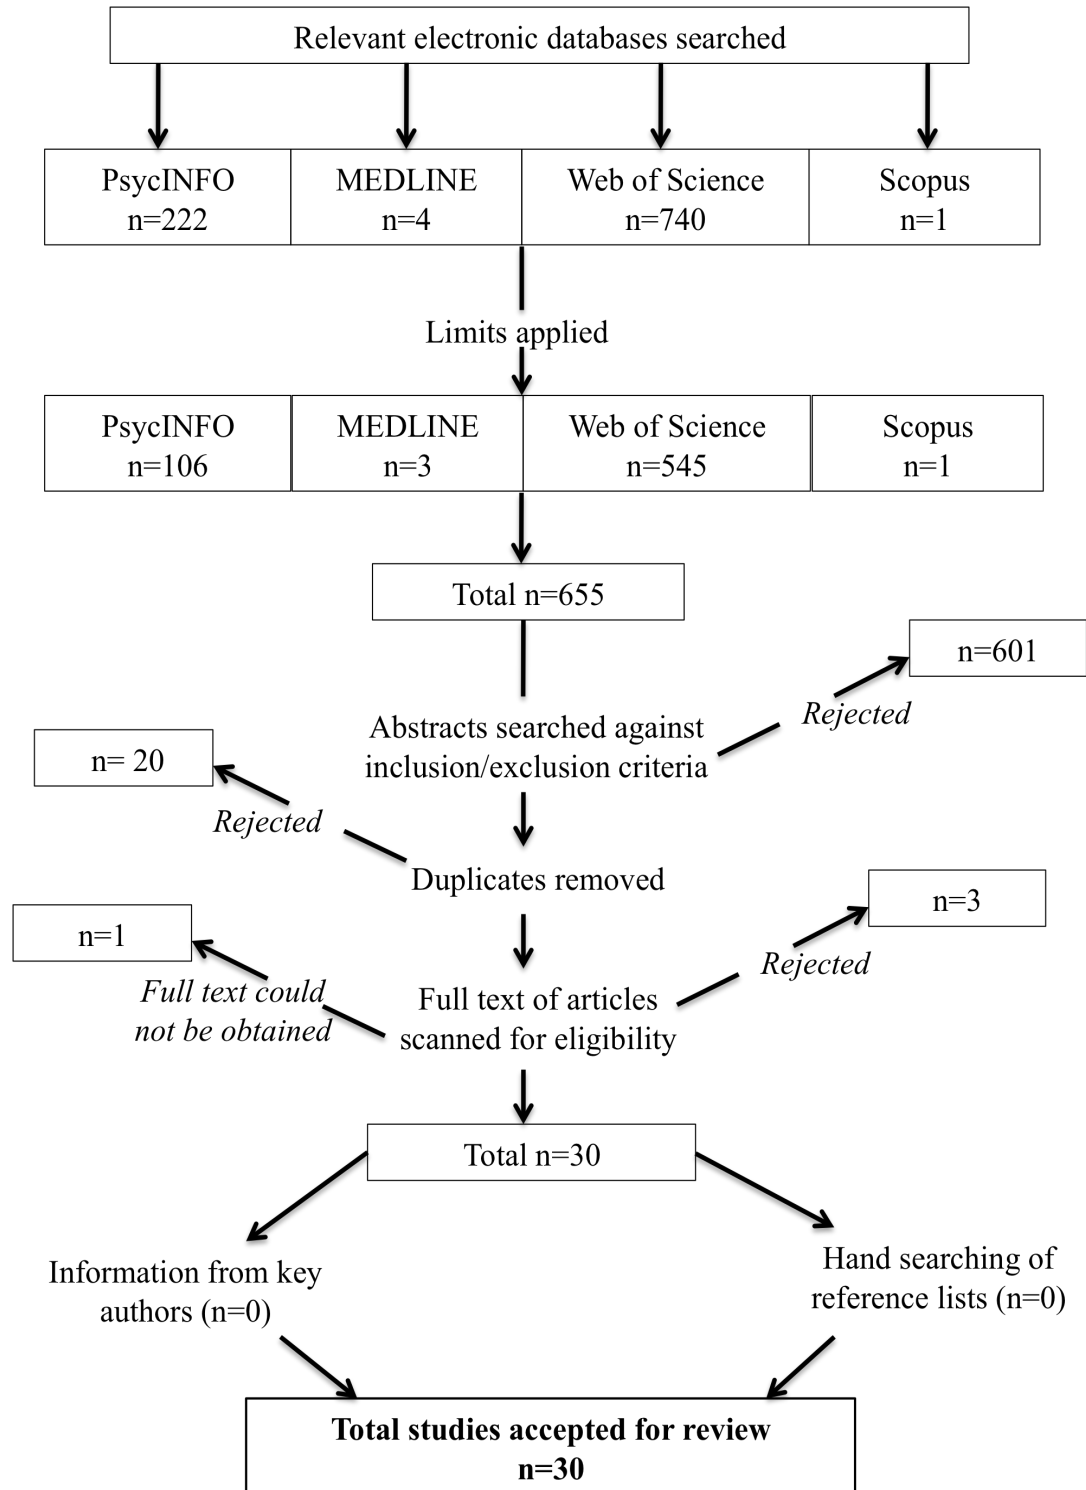 Relevant electronic databases searched
PsycINFO
n=222
MEDLINE
n=4
Web of Science
n=740
Scopus
n=1
Limits applied
PsycINFO
n=106
MEDLINE
n=3
Web of Science
n=545
Scopus
n=1
Total n=655
n=601
Rejected
Abstracts searched against
inclusion/exclusion criteria
n= 20
Rejected
Duplicates removed
n=3
Rejected
n=1
Full text could
not be obtained
Full text of articles
scanned for eligibility
Total n=30
Information from key
authors (n=0)
Hand searching of
reference lists (n=0)
Total studies accepted for review
n=30